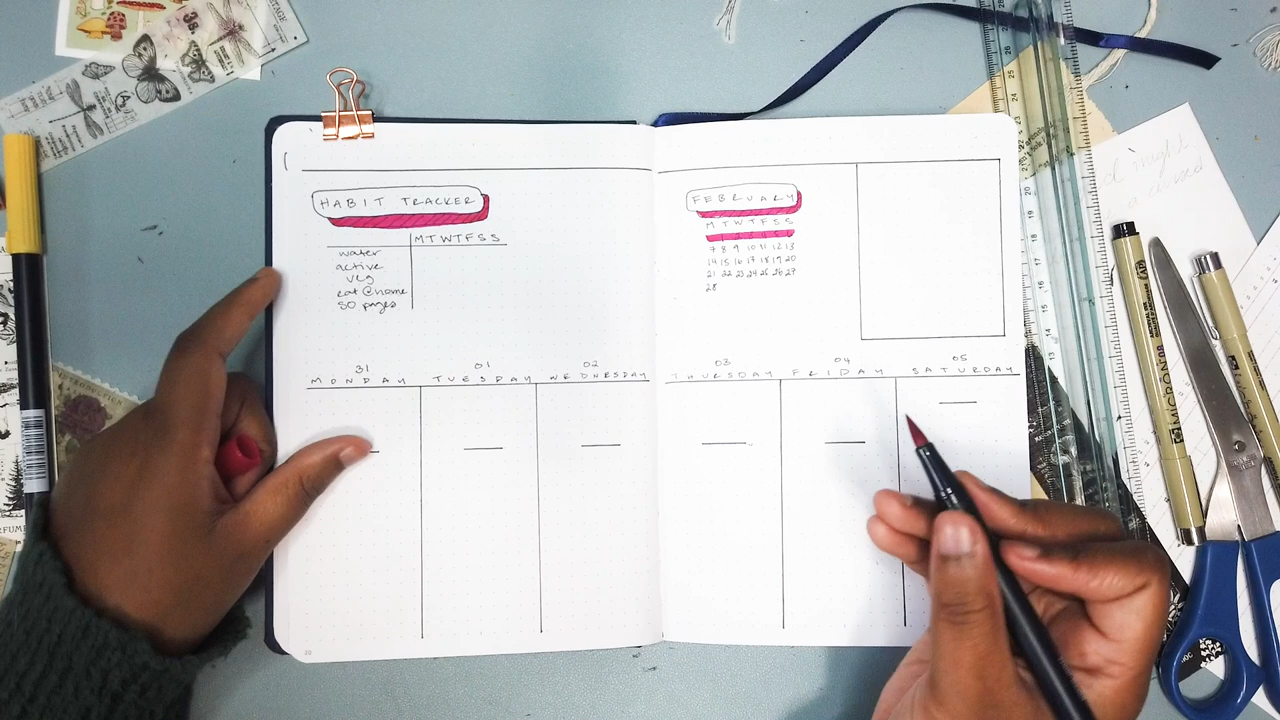 HABIT TRACKER
MTWTFSS
water
active
veg
eat @ home
50 pages
FEBRUARY
MTWTFSS
7 8 9 10 11 12 13
14 15 16 17 18 19 20
21 22 23 24 25 26 27
28
31
MONDAY
01
TUESDAY
02
WEDNESDAY
03
THURSDAY
04
FRIDAY
05
SATURDAY
20
MICRON